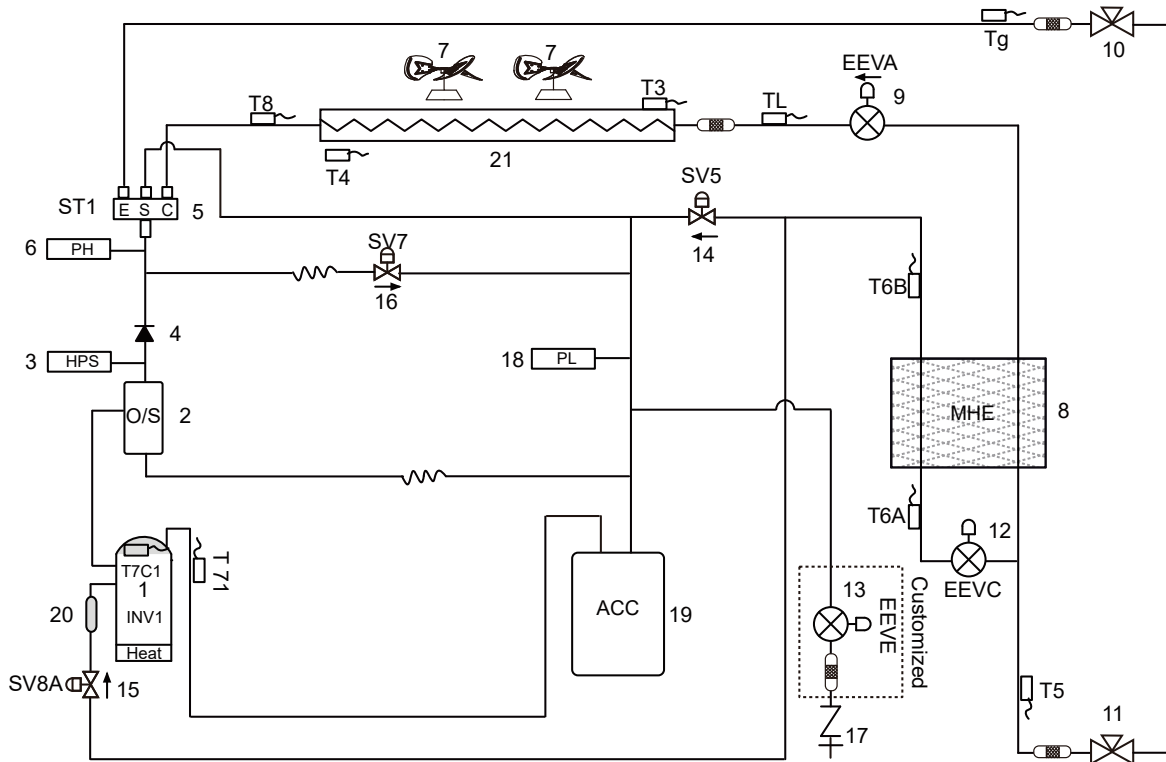 Tg
10
7
7
EEVA
9
T8
T3
TL
T4
21
SV5
ST1
E S C
5
14
6
PH
SV7
16
T6B
4
3
HPS
18
PL
O/S
2
MHE
8
T6A
12
EEVC
T7C1
1
INV1
Heat
T 71
20
ACC
19
13
EEVE
Customized
SV8A
15
T5
17
11